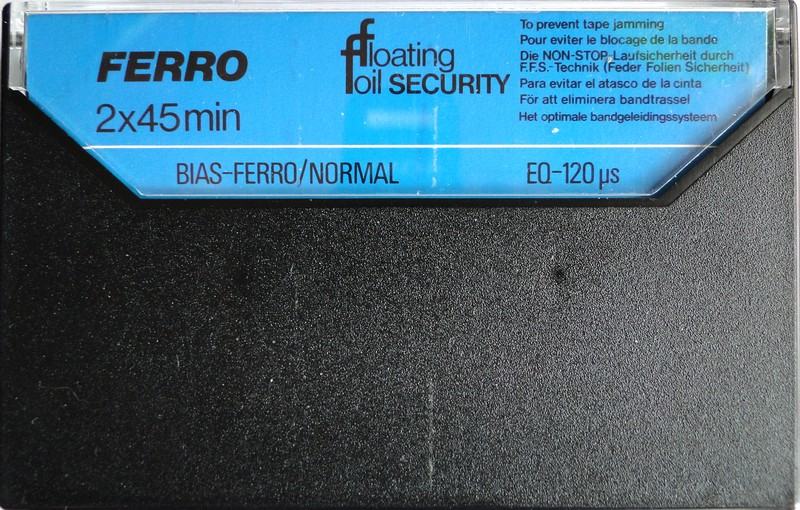 FERRO
2x45min
floating
foil SECURITY
To prevent tape jamming
Pour eviter le blocage de la bande
Die NON-STOP-Laufsicherheit durch
F.F.S.-Technik (Feder Folien Sicherheit)
Para evitar el atasco de la cinta
För att eliminera bandtrassel
Het optimale bandgeleidingssysteem
BIAS-FERRO/NORMAL
EQ-120 µs